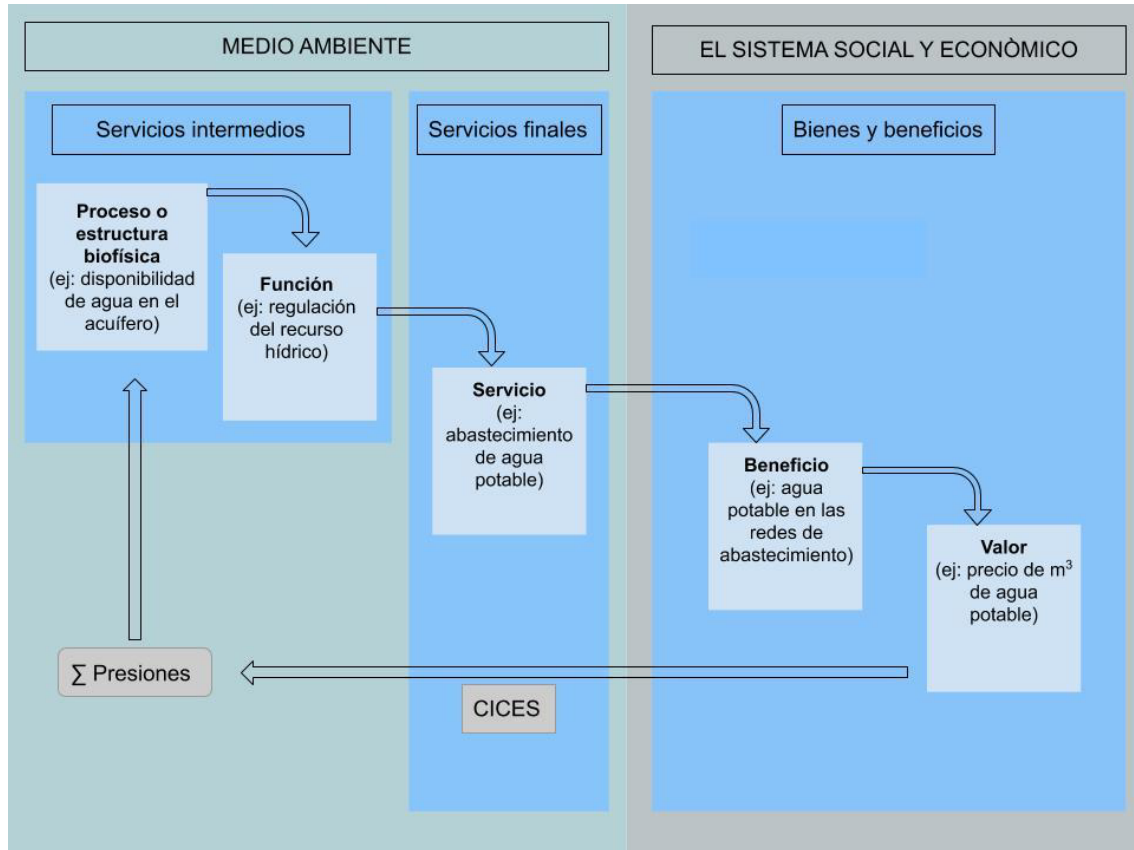 MEDIO AMBIENTE
EL SISTEMA SOCIAL Y ECONÒMICO
Servicios intermedios
Servicios finales
Bienes y beneficios
Proceso o
estructura
biofísica
(ej: disponibilidad
de agua en el
acuífero)
Función
(ej: regulación
del recurso
hídrico)
Servicio
(ej:
abastecimiento
de agua
potable)
Beneficio
(ej: agua
potable en las
redes de
abastecimiento)
Valor
(ej: precio de m³
de agua
potable)
∑ Presiones
CICES